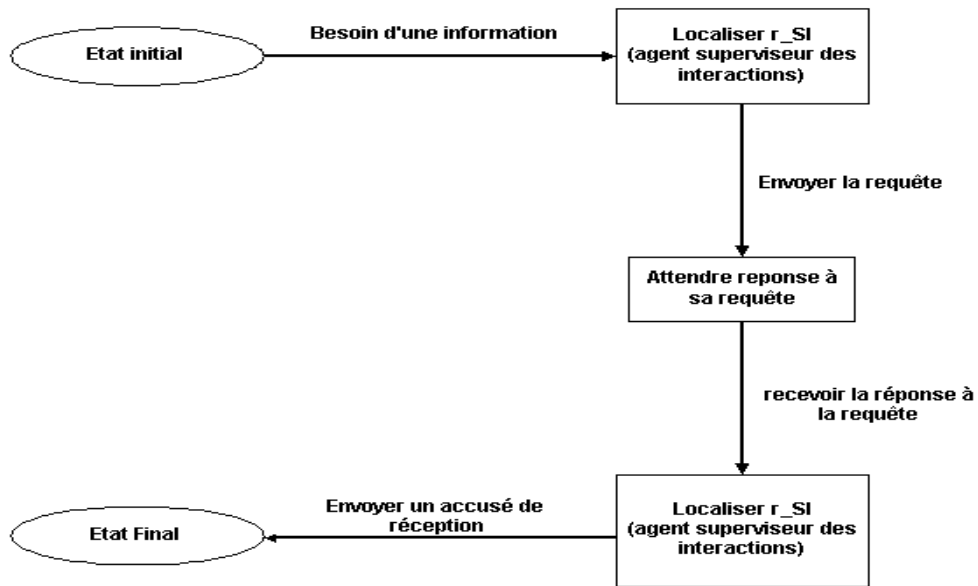 Etat initial
Besoin d'une information
Localiser r_SI
(agent superviseur des
interactions)
Envoyer la requête
Attendre reponse à
sa requête
recevoir la réponse à
la requête
Localiser r_SI
(agent superviseur des
interactions)
Envoyer un accusé de
réception
Etat Final